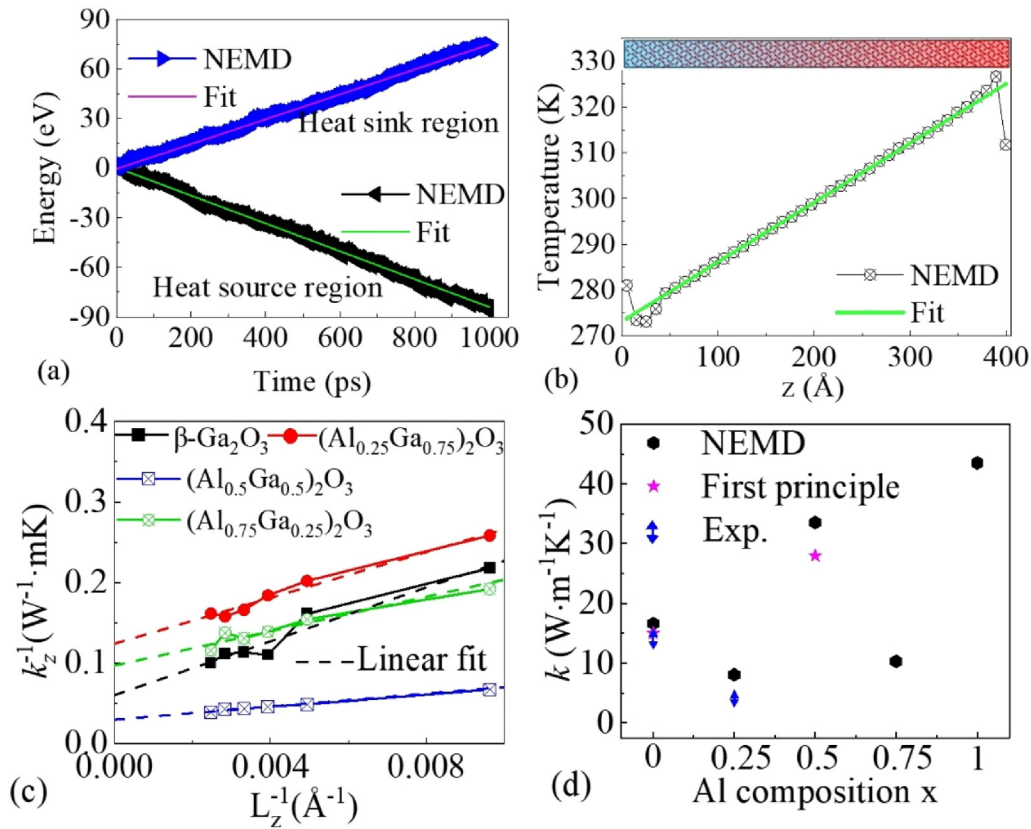 90
60
30
0
-30
-60
-90
Energy (eV)
NEMD
Fit
Heat sink region
NEMD
Fit
Heat source region
0 200 400 600 800 1000
(a) Time (ps)
330
320
310
300
290
280
270
Temperature (K)
NEMD
Fit
0 100 200 300 400
(b) z (Å)
0.4
0.3
0.2
0.1
0.0
k_z^-1(W^-1·mK)
β-Ga₂O₃ (Al₀.₂₅Ga₀.₇₅)₂O₃
(Al₀.₅Ga₀.₅)₂O₃
(Al₀.₇₅Ga₀.₂₅)₂O₃
Linear fit
0.000 0.004 0.008
(c) L_z^-1(Å^-1)
50
40
30
20
10
0
k (W·m⁻¹K⁻¹)
NEMD
First principle
Exp.
0 0.25 0.5 0.75 1
(d) Al composition x